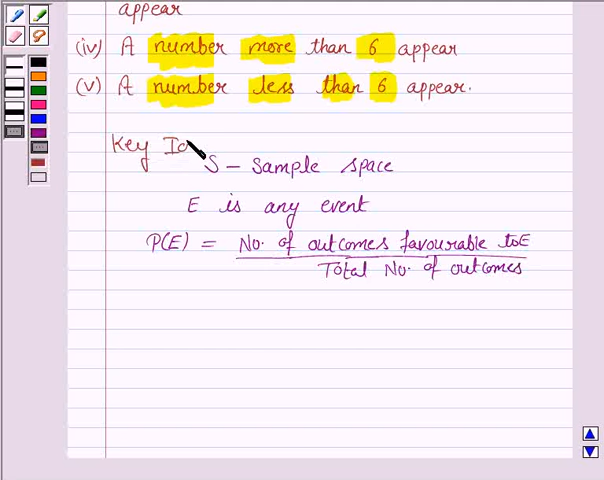 appear
(iv) A number more than 6 appear
(v) A number less than 6 appear.
Key Id
S – Sample space
E is any event
P(E) = No. of outcomes favourable to E
Total No. of outcomes